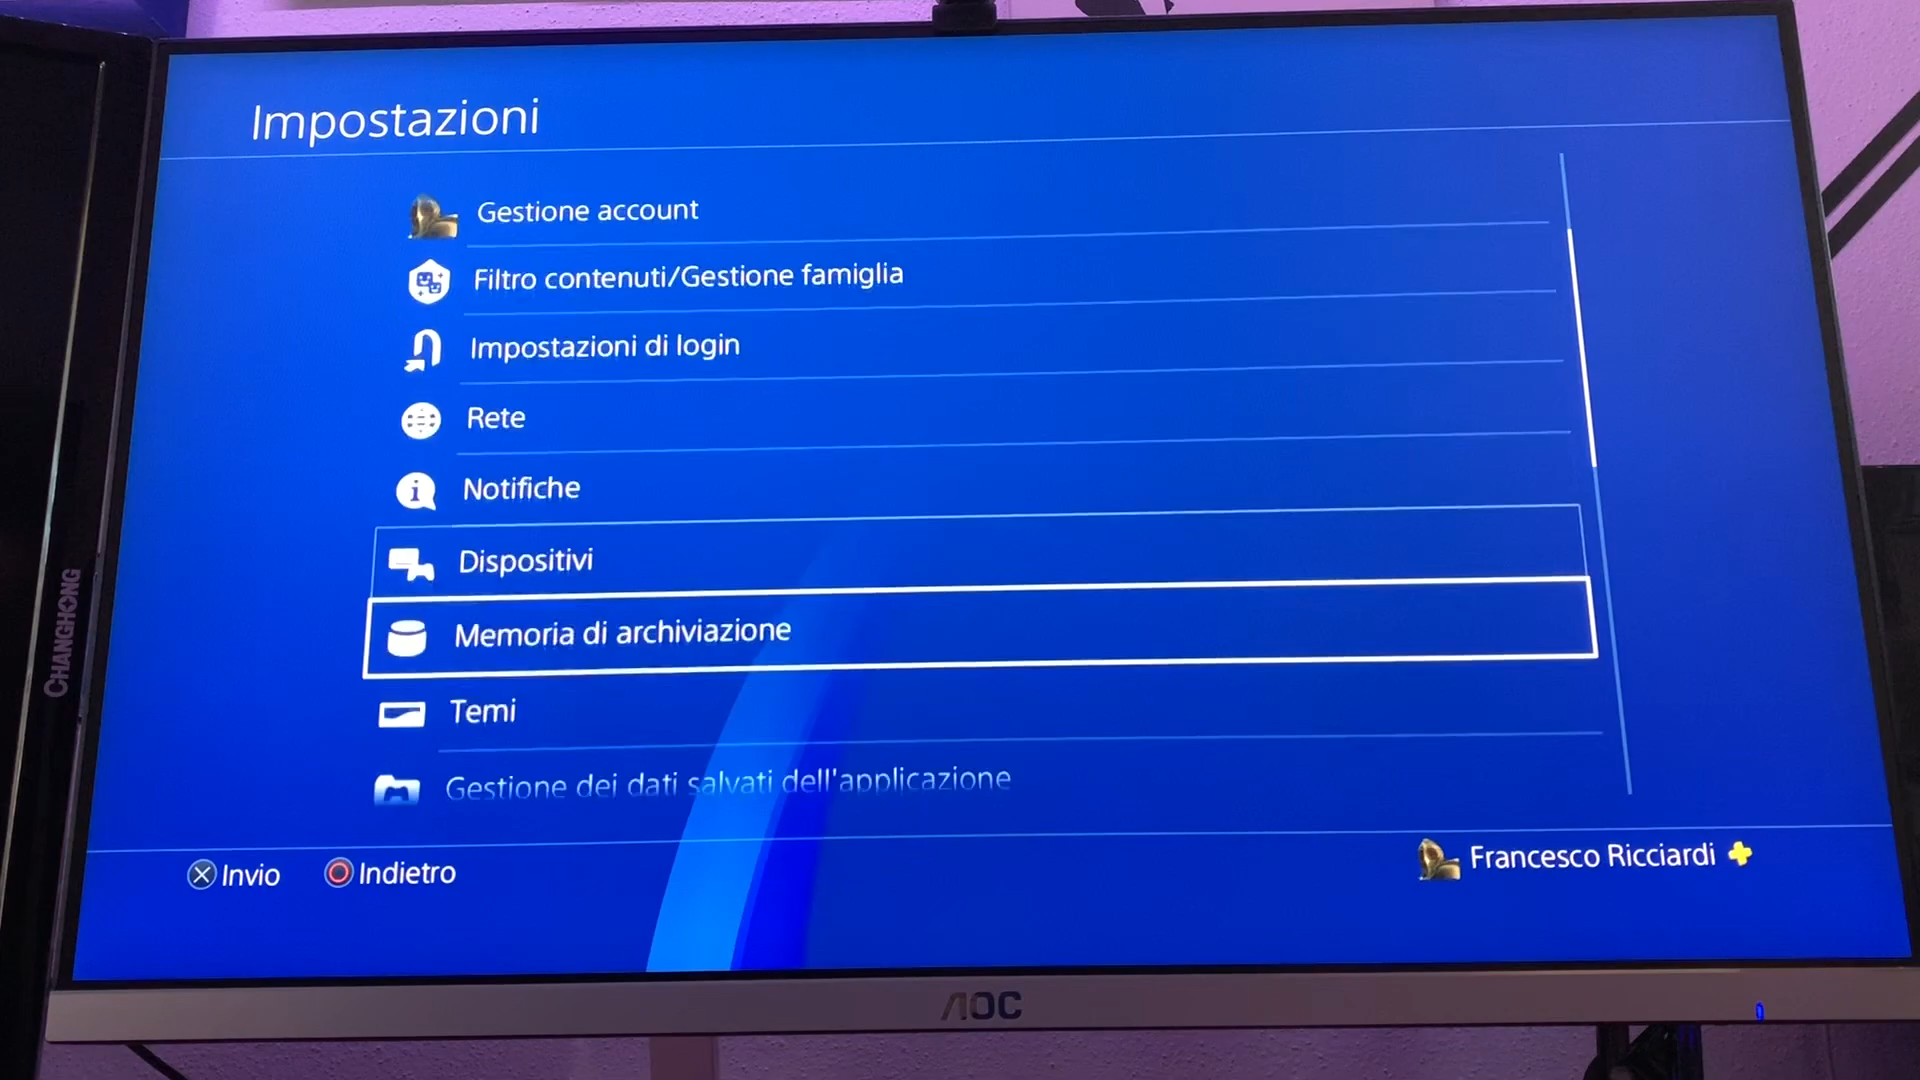 Impostazioni
Gestione account
Filtro contenuti/Gestione famiglia
Impostazioni di login
Rete
Notifiche
Dispositivi
Memoria di archiviazione
Temi
Gestione dei dati salvati dell'applicazione
Invio
Indietro
Francesco Ricciardi
AOC
CHANGHONG